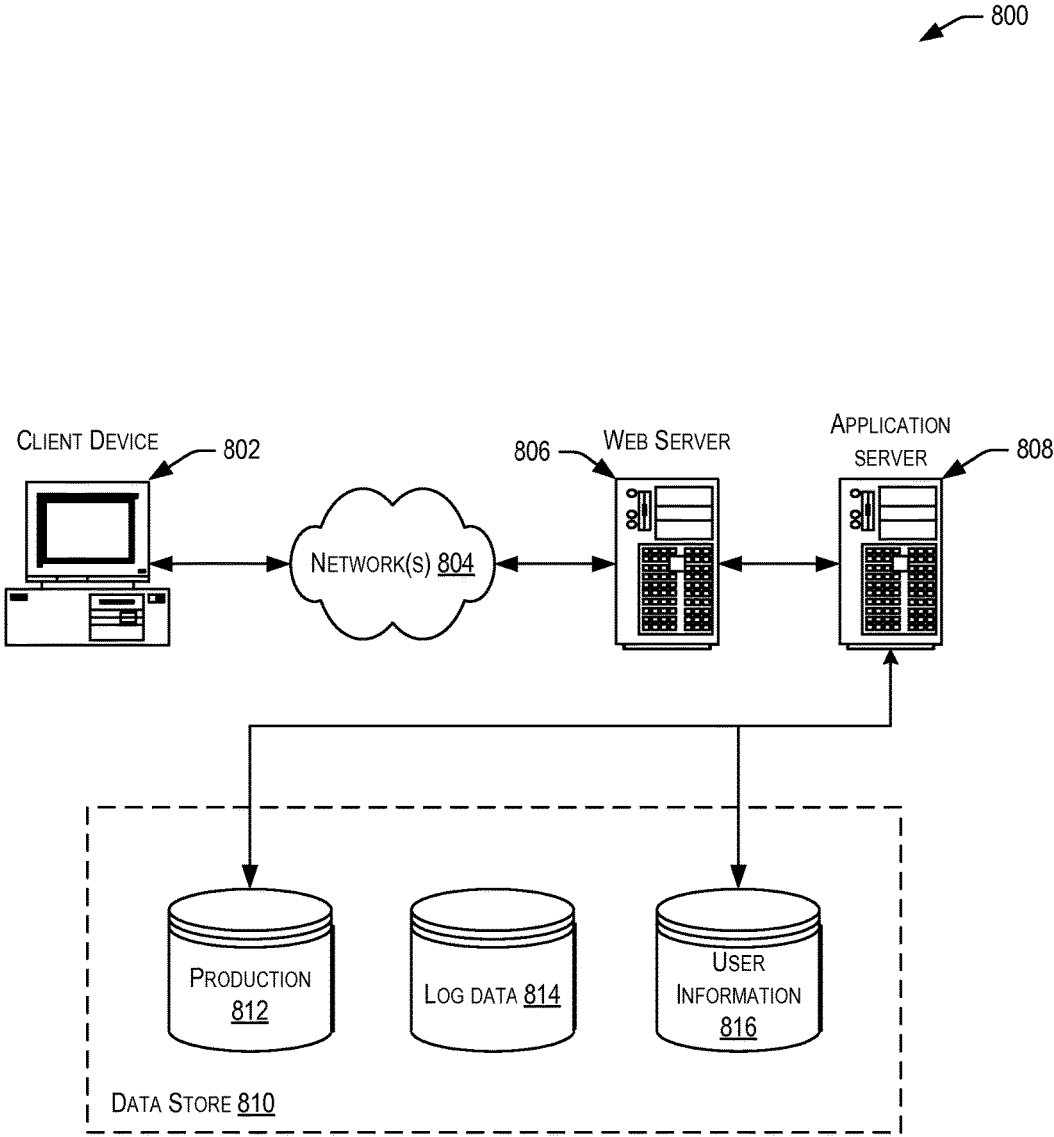 800
CLIENT DEVICE
802
806
WEB SERVER
APPLICATION
SERVER
808
NETWORK(S) 804
PRODUCTION
812
LOG DATA 814
USER
INFORMATION
816
DATA STORE 810